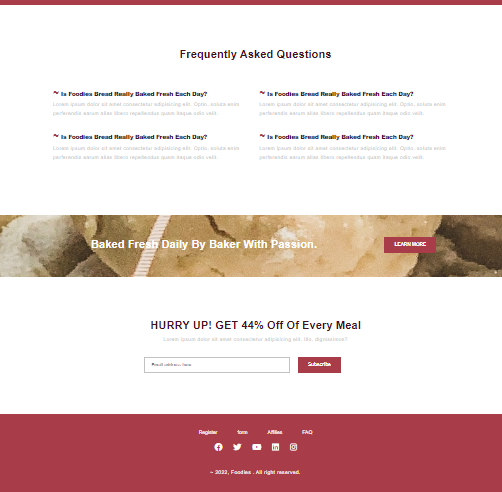 Frequently Asked Questions
~ Is Foodies Bread Really Baked Fresh Each Day?
Lorem ipsum dolor sit amet consectetur adipisicing elit. Optio, soluta enim
perferendis earum alias libero repellendus quam itaque odio velit.
~ Is Foodies Bread Really Baked Fresh Each Day?
Lorem ipsum dolor sit amet consectetur adipisicing elit. Optio, soluta enim
perferendis earum alias libero repellendus quam itaque odio velit.
~ Is Foodies Bread Really Baked Fresh Each Day?
Lorem ipsum dolor sit amet consectetur adipisicing elit. Optio, soluta enim
perferendis earum alias libero repellendus quam itaque odio velit.
~ Is Foodies Bread Really Baked Fresh Each Day?
Lorem ipsum dolor sit amet consectetur adipisicing elit. Optio, soluta enim
perferendis earum alias libero repellendus quam itaque odio velit.
Baked Fresh Daily By Baker With Passion.
LEARN MORE
HURRY UP! GET 44% Off Of Every Meal
Lorem ipsum dolor sit amet consectetur adipisicing elit. dignissimos?
Email address here
Subscribe
Register form Affilies FAQ
~ 2022, Foodies . All right reserved.